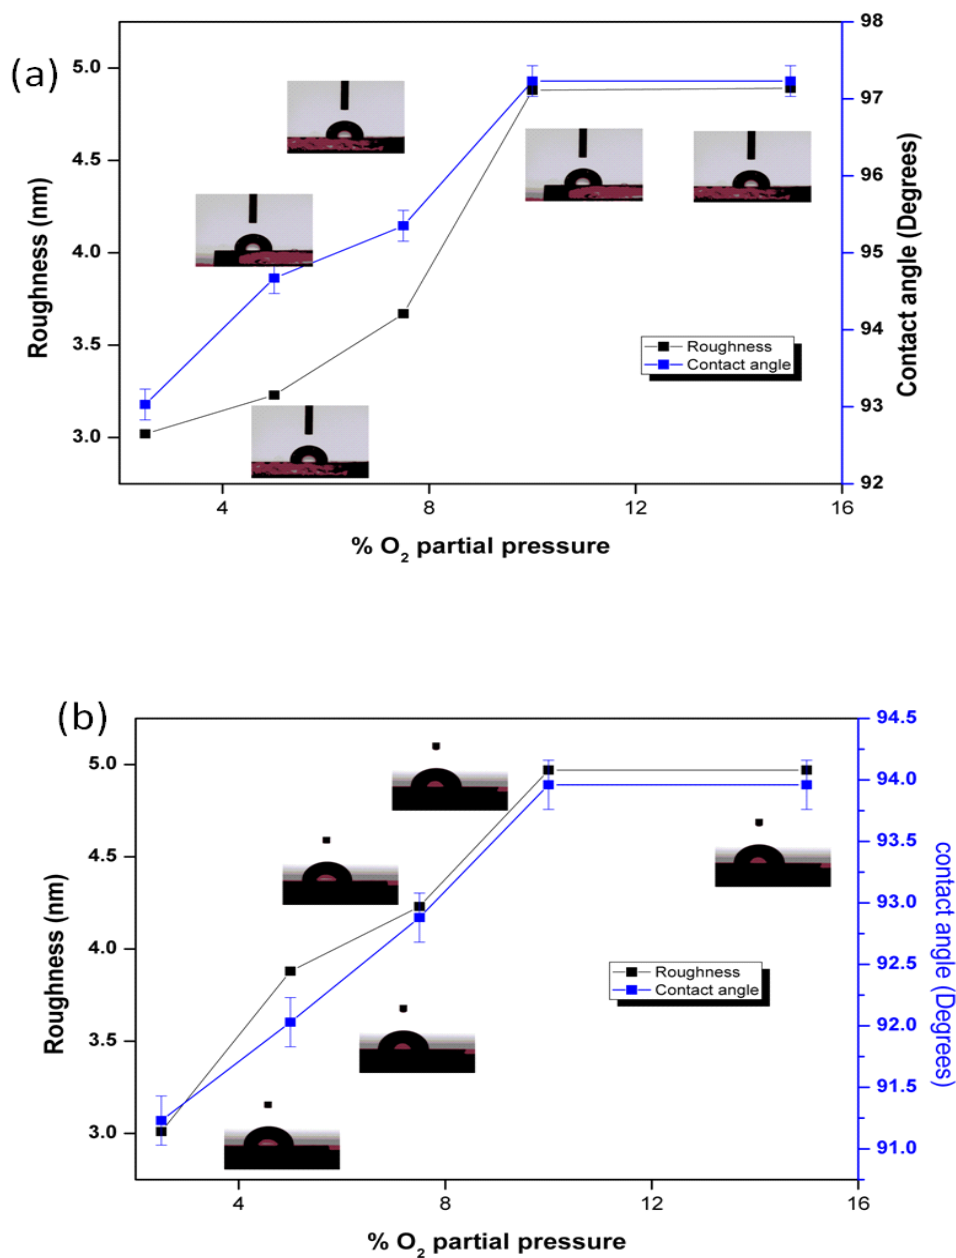 (a)
98
97
96
95
94
93
92
Contact angle (Degrees)
5.0
4.5
4.0
3.5
3.0
Roughness (nm)
Roughness
Contact angle
4 8 12 16
% O₂ partial pressure
(b)
94.5
94.0
93.5
93.0
92.5
92.0
91.5
91.0
contact angle (Degrees)
5.0
4.5
4.0
3.5
3.0
Roughness (nm)
Roughness
Contact angle
4 8 12 16
% O₂ partial pressure